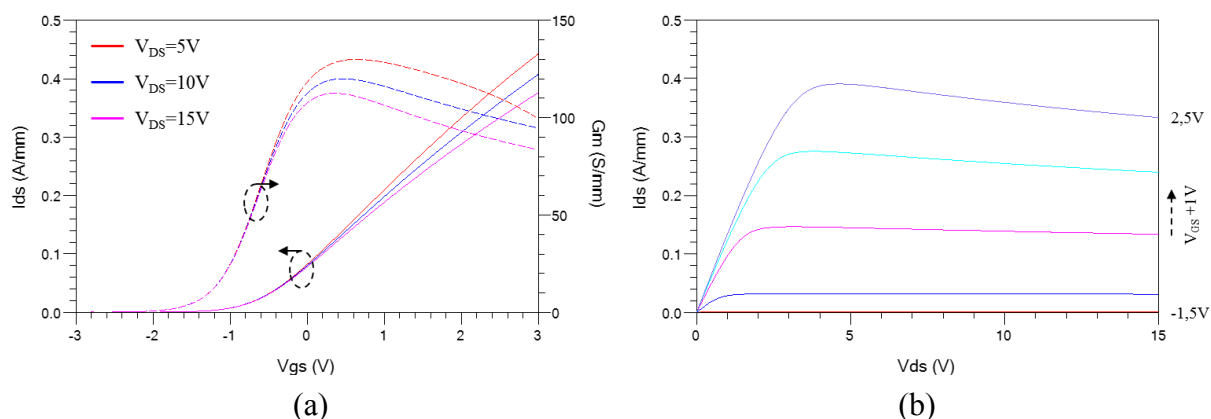 V_DS=5V
V_DS=10V
V_DS=15V
Ids (A/mm)
0.5
0.4
0.3
0.2
0.1
0.0
-3 -2 -1 0 1 2 3
Vgs (V)
150
100
50
0
Gm (S/mm)
(a)
Ids (A/mm)
0.5
0.4
0.3
0.2
0.1
0.0
0 5 10 15
Vds (V)
2,5V
V_GS +1V
-1,5V
(b)